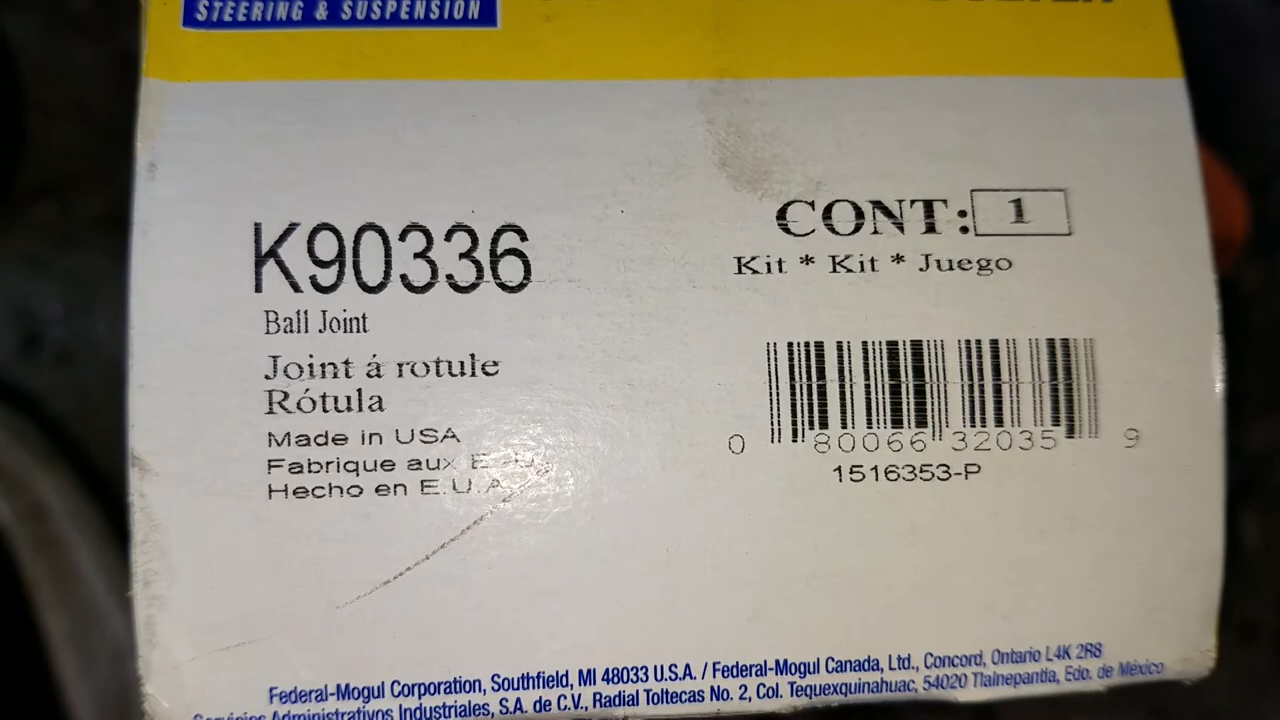 STEERING & SUSPENSION
K90336
Ball Joint
Joint á rotule
Rótula
Made in USA
Fabrique aux E.U.
Hecho en E.U.A.
CONT: 1
Kit * Kit * Juego
0 80066 32035 9
1516353-P
Federal-Mogul Corporation, Southfield, MI 48033 U.S.A. / Federal-Mogul Canada, Ltd., Concord, Ontario L4K 2R8
Servicios Administrativos Industriales, S.A. de C.V., Radial Toltecas No. 2, Col. Tequexquinahuac, 54020 Tlalnepantla, Edo. de México